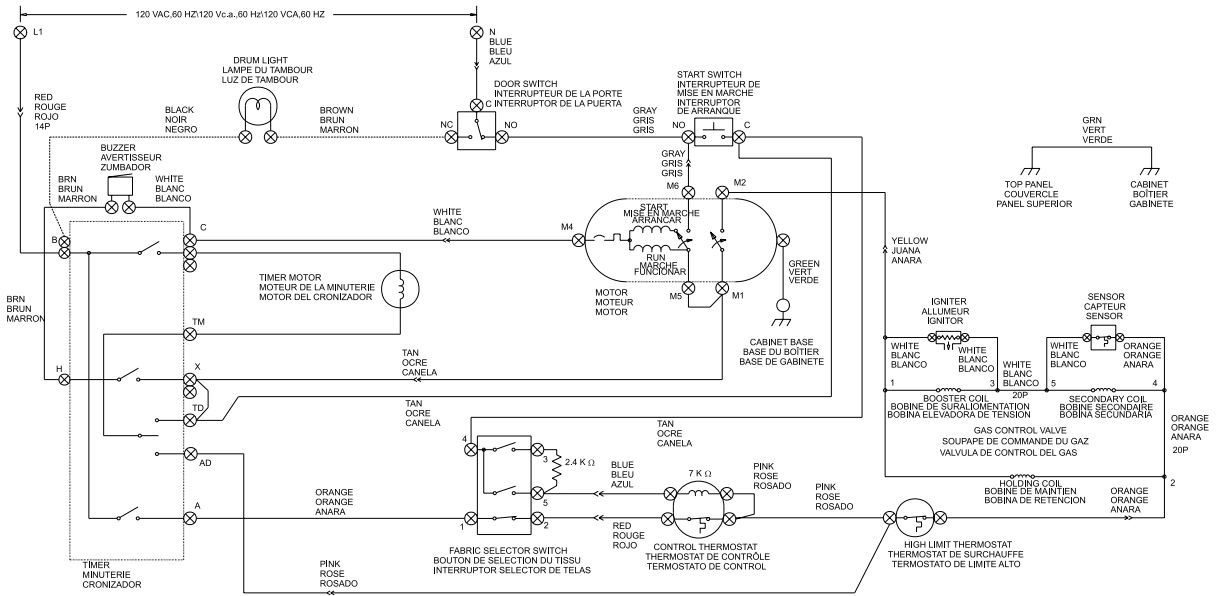 120 VAC,60 HZ\120 Vc.a.,60 Hz\120 VCA,60 HZ
L1
N
BLUE
BLEU
AZUL
RED
ROUGE
ROJO
14P
DRUM LIGHT
LAMPE DU TAMBOUR
LUZ DE TAMBOUR
BLACK
NOIR
NEGRO
BROWN
BRUN
MARRON
DOOR SWITCH
INTERRUPTEUR DE LA PORTE
INTERRUPTOR DE LA PUERTA
C
NC
NO
GRAY
GRIS
GRIS
START SWITCH
INTERRUPTEUR DE
MISE EN MARCHE
INTERRUPTOR
DE ARRANQUE
NO
C
GRAY
GRIS
GRIS
GRN
VERT
VERDE
TOP PANEL
COUVERCLE
PANEL SUPERIOR
CABINET
BOÎTIER
GABINETE
BUZZER
AVERTISSEUR
ZUMBADOR
BRN
BRUN
MARRON
WHITE
BLANC
BLANCO
B
C
WHITE
BLANC
BLANCO
M4
M6
M2
START
MISE EN MARCHE
ARRANCAR
RUN
MARCHE
FUNCIONAR
M5
M1
MOTOR
MOTEUR
MOTOR
GREEN
VERT
VERDE
CABINET BASE
BASE DU BOÎTIER
BASE DE GABINETE
YELLOW
JUANA
ANARA
TIMER MOTOR
MOTEUR DE LA MINUTERIE
MOTOR DEL CRONIZADOR
BRN
BRUN
MARRON
TM
H
X
TD
AD
A
TAN
OCRE
CANELA
TAN
OCRE
CANELA
TAN
OCRE
CANELA
IGNITER
ALLUMEUR
IGNITOR
SENSOR
CAPTEUR
SENSOR
WHITE
BLANC
BLANCO
WHITE
BLANC
BLANCO
WHITE
BLANC
BLANCO
20P
WHITE
BLANC
BLANCO
ORANGE
ORANGE
ANARA
1
3
5
4
BOOSTER COIL
BOBINE DE SURALIOMENTATION
BOBINA ELEVADORA DE TENSION
SECONDARY COIL
BOBINE SECONDAIRE
BOBINA SECUNDARIA
GAS CONTROL VALVE
SOUPAPE DE COMMANDE DU GAZ
VALVULA DE CONTROL DEL GAS
ORANGE
ORANGE
ANARA
20P
HOLDING COIL
BOBINE DE MAINTIEN
BOBINA DE RETENCION
2
ORANGE
ORANGE
ANARA
4
3
2.4 K Ω
5
1
2
BLUE
BLEU
AZUL
7 K Ω
PINK
ROSE
ROSADO
PINK
ROSE
ROSADO
ORANGE
ORANGE
ANARA
RED
ROUGE
ROJO
FABRIC SELECTOR SWITCH
BOUTON DE SELECTION DU TISSU
INTERRUPTOR SELECTOR DE TELAS
CONTROL THERMOSTAT
THERMOSTAT DE CONTRÔLE
TERMOSTATO DE CONTROL
HIGH LIMIT THERMOSTAT
THERMOSTAT DE SURCHAUFFE
TERMOSTATO DE LIMITE ALTO
TIMER
MINUTERIE
CRONIZADOR
PINK
ROSE
ROSADO